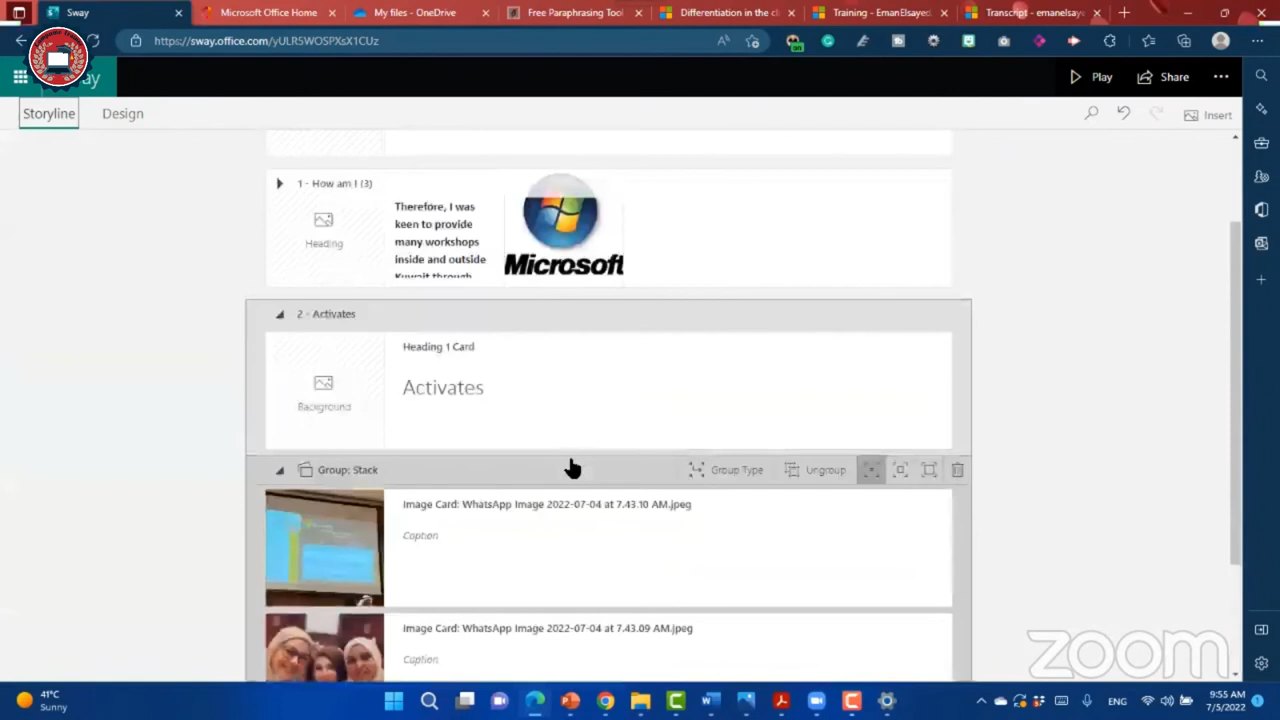 Sway
Microsoft Office Home
My files - OneDrive
Free Paraphrasing Tool
Differentiation in the cl
Training - EmanElsayed
Transcript - emanelsaye
https://sway.office.com/yULR5WOSPXsX1CUz
Play
Share
Storyline
Design
Insert
1 - How am I (3)
Heading
Therefore, I was
keen to provide
many workshops
inside and outside
Kuwait through
Microsoft
2 - Activates
Heading 1 Card
Activates
Background
Group: Stack
Group Type
Ungroup
Image Card: WhatsApp Image 2022-07-04 at 7.43.10 AM.jpeg
Caption
Image Card: WhatsApp Image 2022-07-04 at 7.43.09 AM.jpeg
Caption
zoom
41°C
Sunny
ENG
9:55 AM
7/5/2022